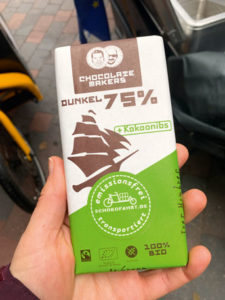 CHOCOLATE
MAKERS
DUNKEL 75%
+Kakaonibs
emissionsfrei
SCHOKOFAHRT.DE
transportiert
100%
BIO